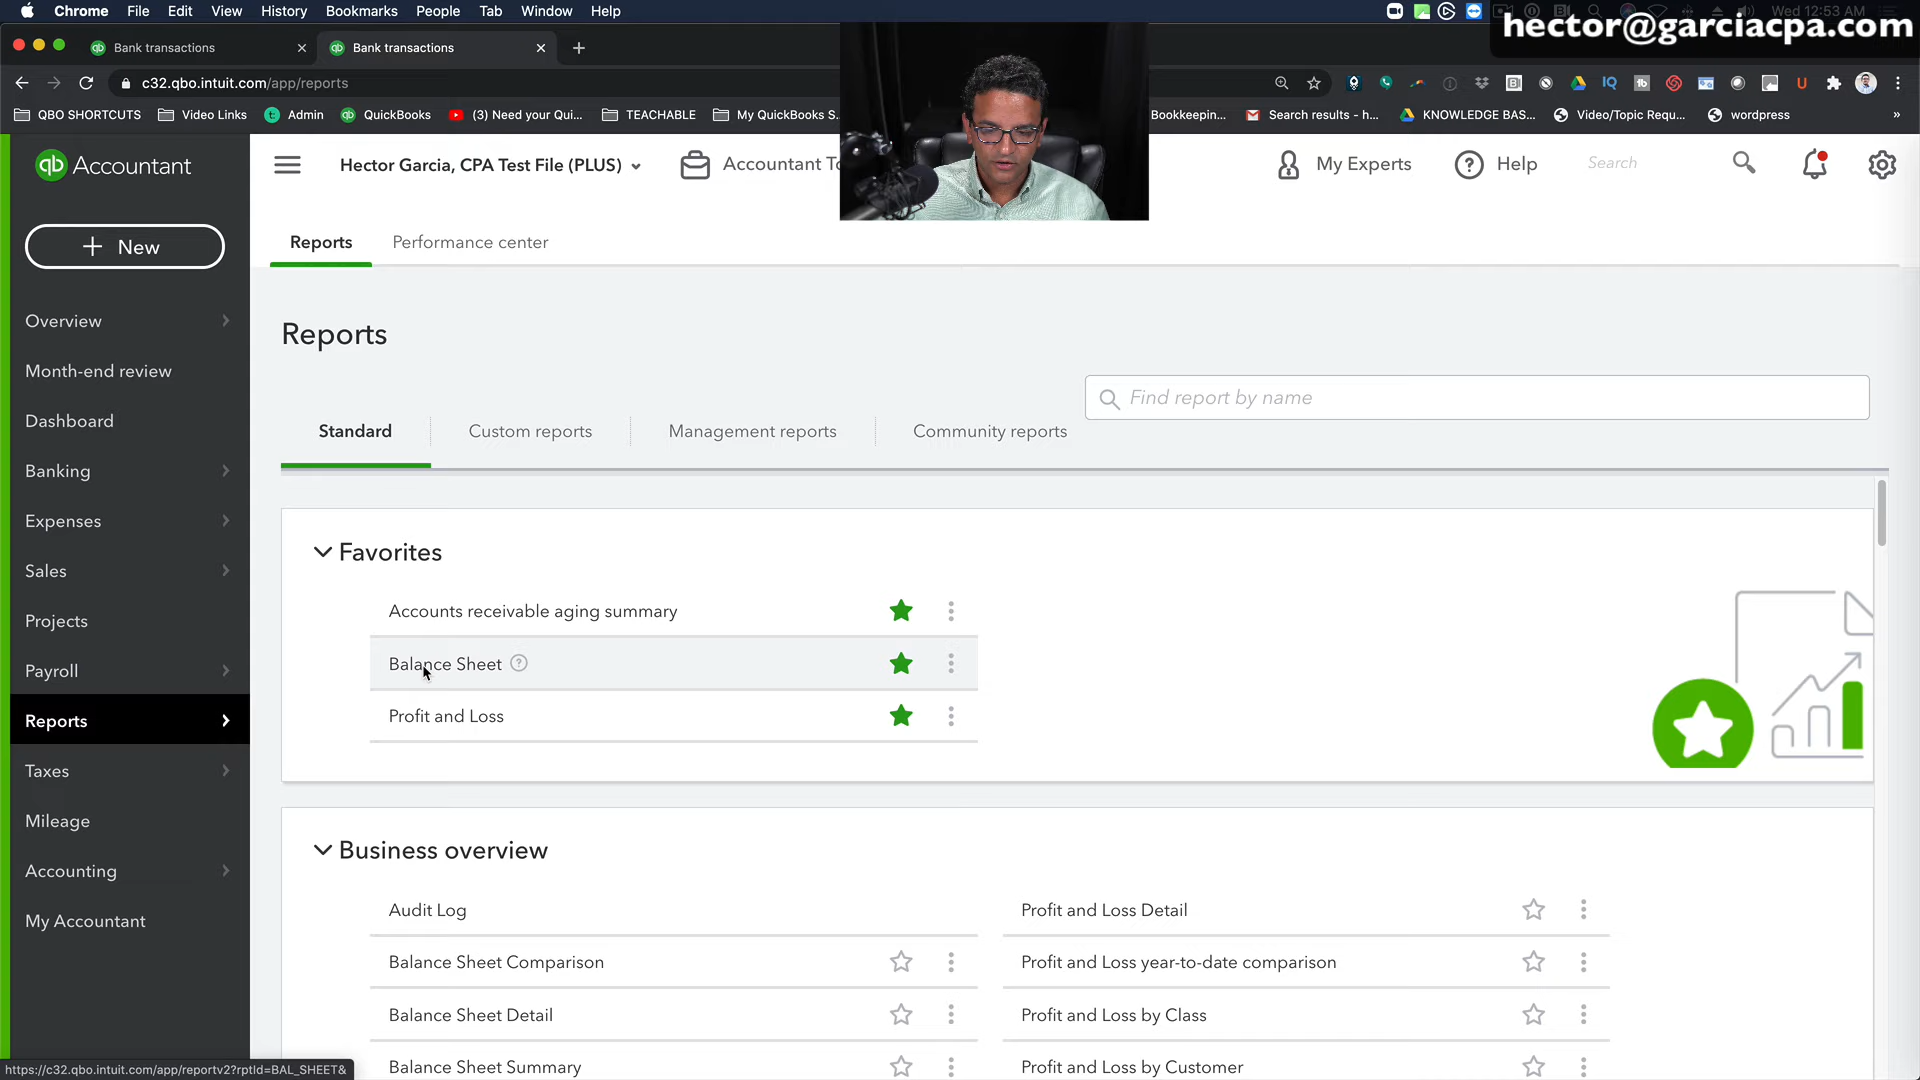 Chrome File Edit View History Bookmarks People Tab Window Help
Wed 12:53 AM
hector@garciacpa.com
Bank transactions
Bank transactions
c32.qbo.intuit.com/app/reports
QBO SHORTCUTS Video Links Admin QuickBooks (3) Need your Qui... TEACHABLE My QuickBooks S... Bookkeepin... Search results - h... KNOWLEDGE BAS... Video/Topic Requ... wordpress »
qb Accountant
Hector Garcia, CPA Test File (PLUS)
Accountant To
My Experts
Help
Search
+ New
Reports
Performance center
Overview
Month-end review
Dashboard
Banking
Expenses
Sales
Projects
Payroll
Reports
Taxes
Mileage
Accounting
My Accountant
Reports
Find report by name
Standard
Custom reports
Management reports
Community reports
Favorites
Accounts receivable aging summary
Balance Sheet ?
Profit and Loss
Business overview
Audit Log
Profit and Loss Detail
Balance Sheet Comparison
Profit and Loss year-to-date comparison
Balance Sheet Detail
Profit and Loss by Class
Balance Sheet Summary
Profit and Loss by Customer
https://c32.qbo.intuit.com/app/reportv2?rptId=BAL_SHEET&